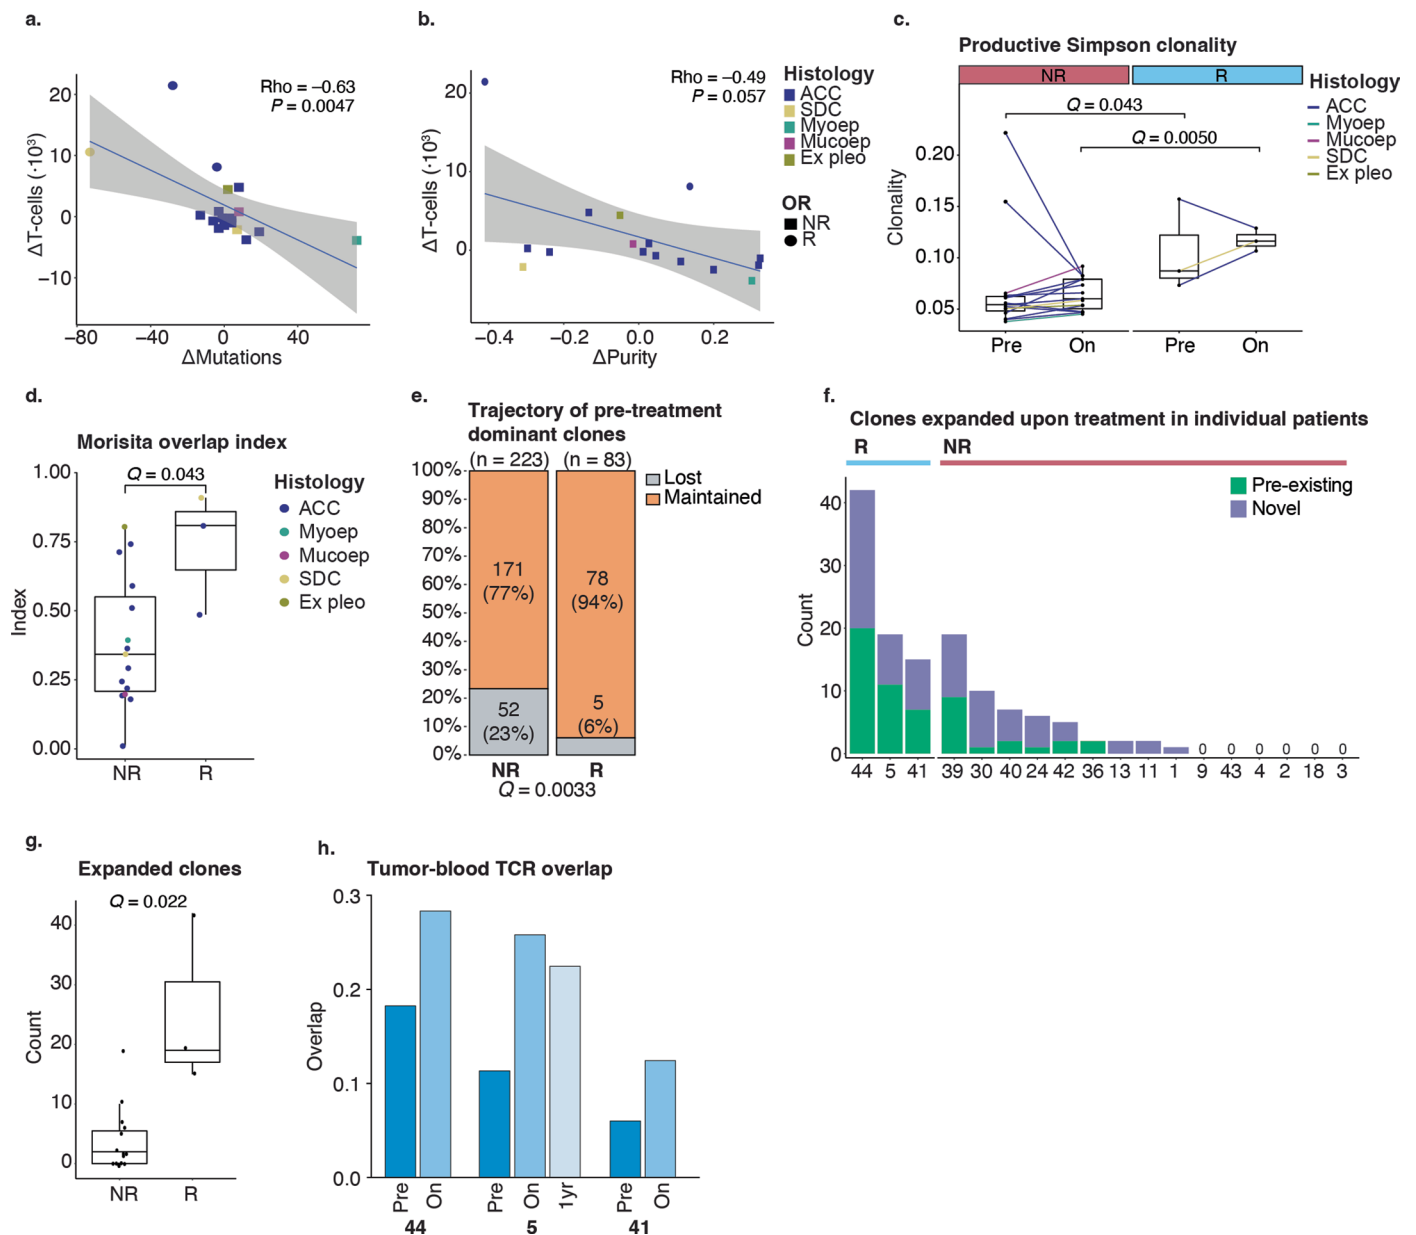 a.
Rho = –0.63
P = 0.0047
ΔT-cells (·10³)
20
10
0
–10
–80
–40
0
40
ΔMutations
b.
Rho = –0.49
P = 0.057
ΔT-cells (·10³)
20
10
0
–0.4
–0.2
0.0
0.2
ΔPurity
Histology
ACC
SDC
Myoep
Mucoep
Ex pleo
OR
NR
R
c.
Productive Simpson clonality
NR
R
Q = 0.043
Q = 0.0050
Clonality
0.20
0.15
0.10
0.05
Pre
On
Pre
On
Histology
ACC
Myoep
Mucoep
SDC
Ex pleo
d.
Morisita overlap index
Q = 0.043
Index
1.00
0.75
0.50
0.25
0.00
NR
R
Histology
ACC
Myoep
Mucoep
SDC
Ex pleo
e.
Trajectory of pre-treatment
dominant clones
(n = 223) (n = 83)
100%
90%
80%
70%
60%
50%
40%
30%
20%
10%
0%
171
(77%)
52
(23%)
78
(94%)
5
(6%)
NR
R
Q = 0.0033
Lost
Maintained
f.
Clones expanded upon treatment in individual patients
R
NR
Pre-existing
Novel
Count
40
30
20
10
0
0 0 0 0 0 0
44 5 41 39 30 40 24 42 36 13 11 1 9 43 4 2 18 3
g.
Expanded clones
Q = 0.022
Count
40
30
20
10
0
NR
R
h.
Tumor-blood TCR overlap
Overlap
0.3
0.2
0.1
0.0
Pre
On
Pre
On
1yr
Pre
On
44
5
41